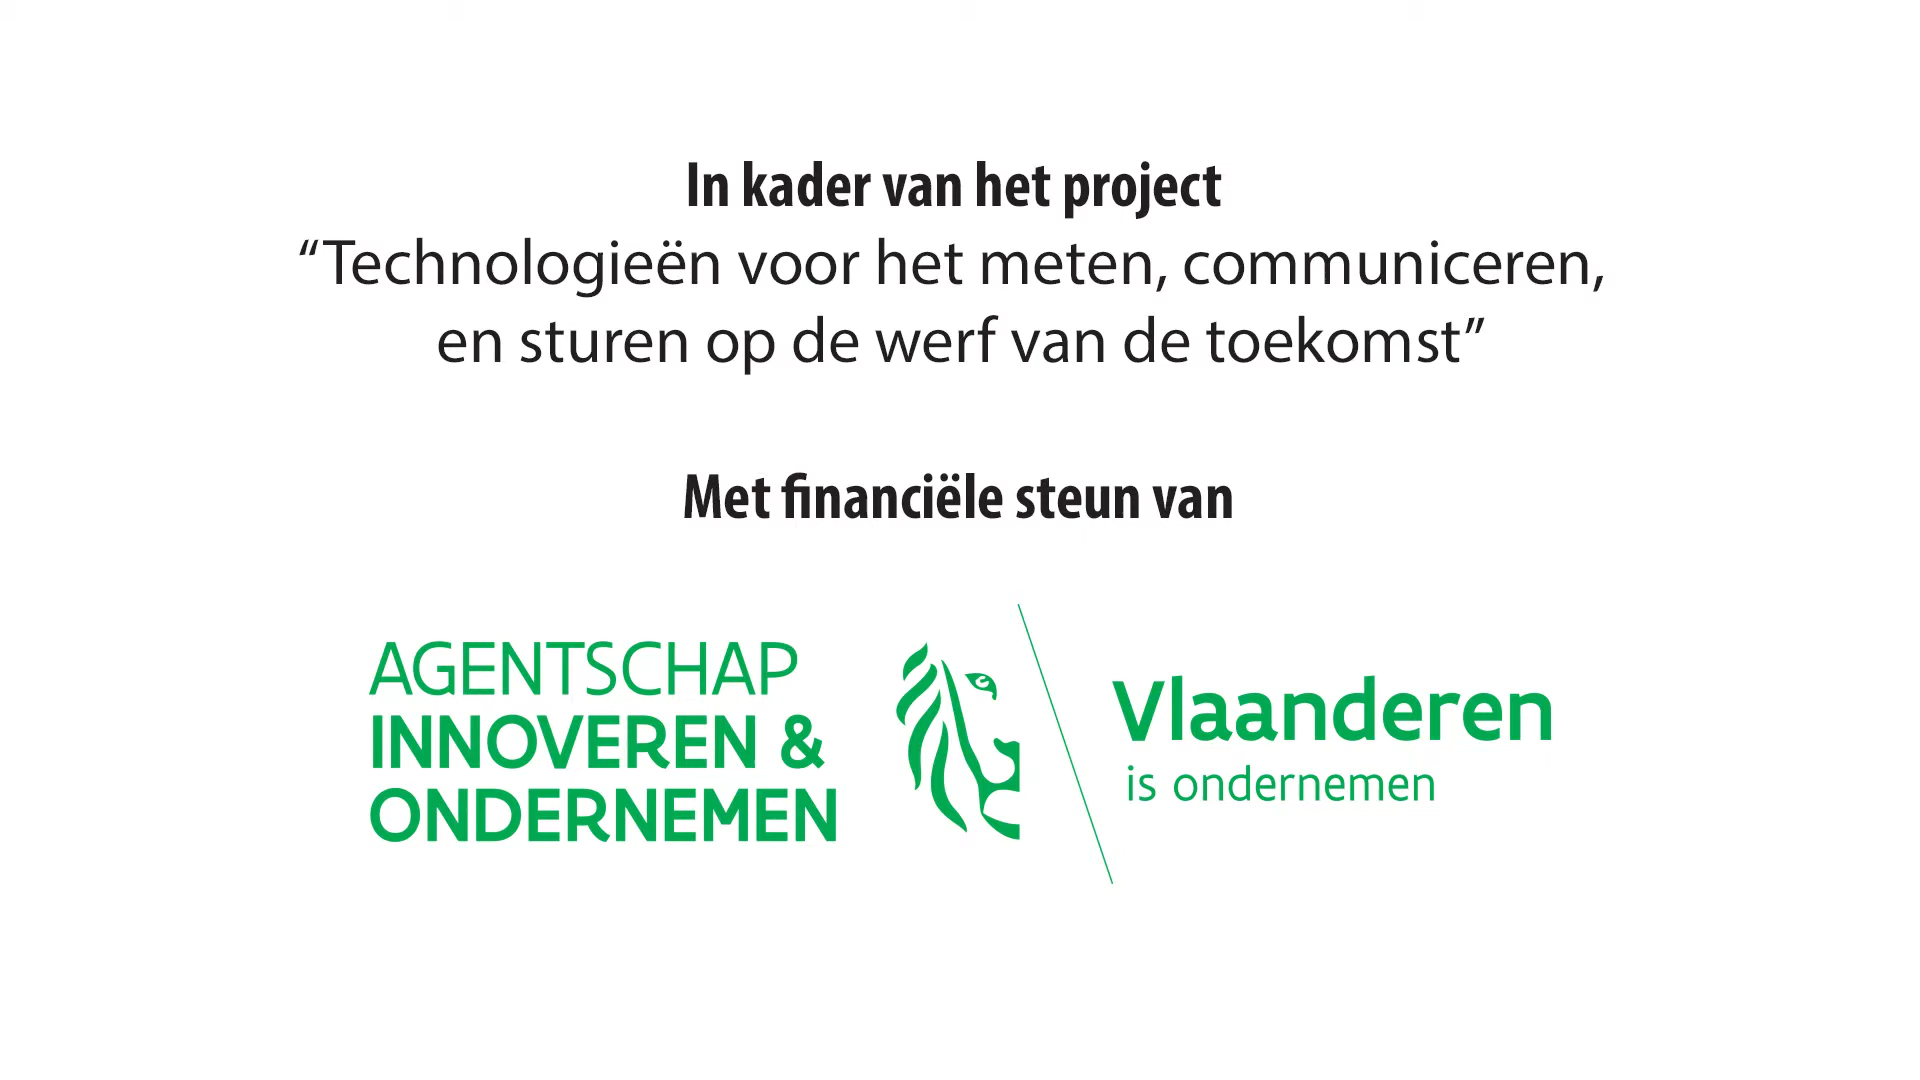 In kader van het project
“Technologieën voor het meten, communiceren,
en sturen op de werf van de toekomst”
Met financiële steun van
AGENTSCHAP
INNOVEREN &
ONDERNEMEN
Vlaanderen
is ondernemen